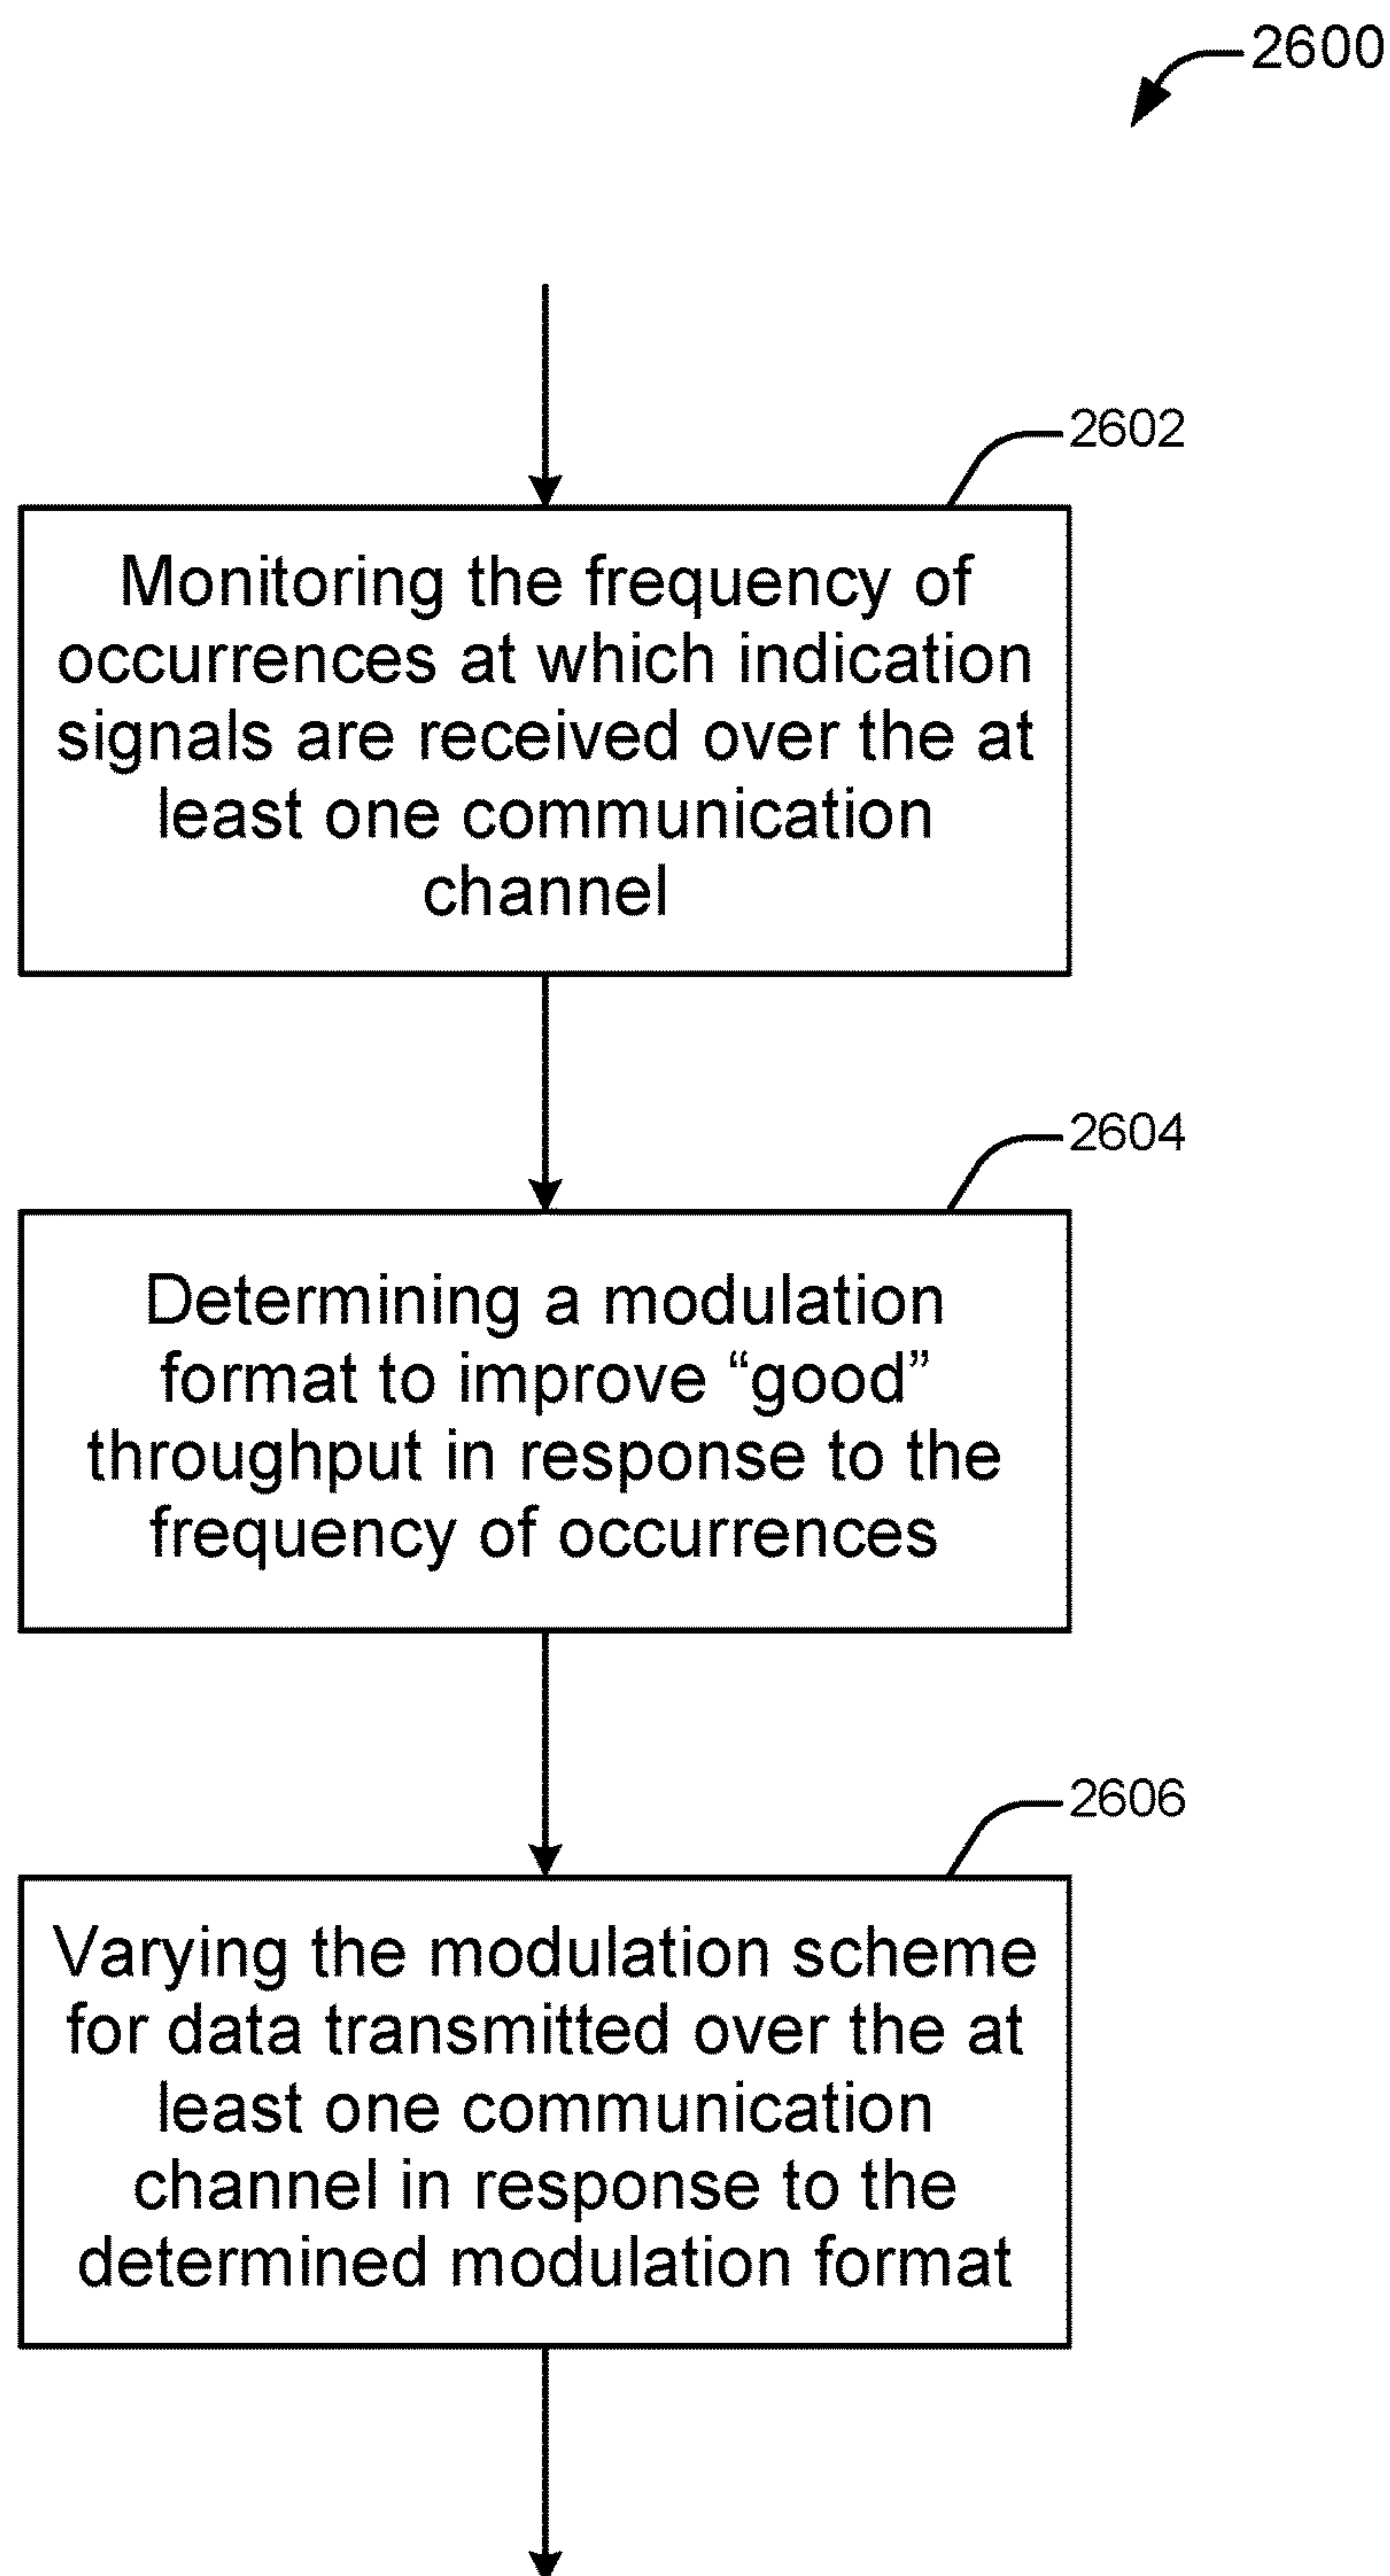 2600
2602
Monitoring the frequency of
occurrences at which indication
signals are received over the at
least one communication
channel
2604
Determining a modulation
format to improve “good”
throughput in response to the
frequency of occurrences
2606
Varying the modulation scheme
for data transmitted over the at
least one communication
channel in response to the
determined modulation format